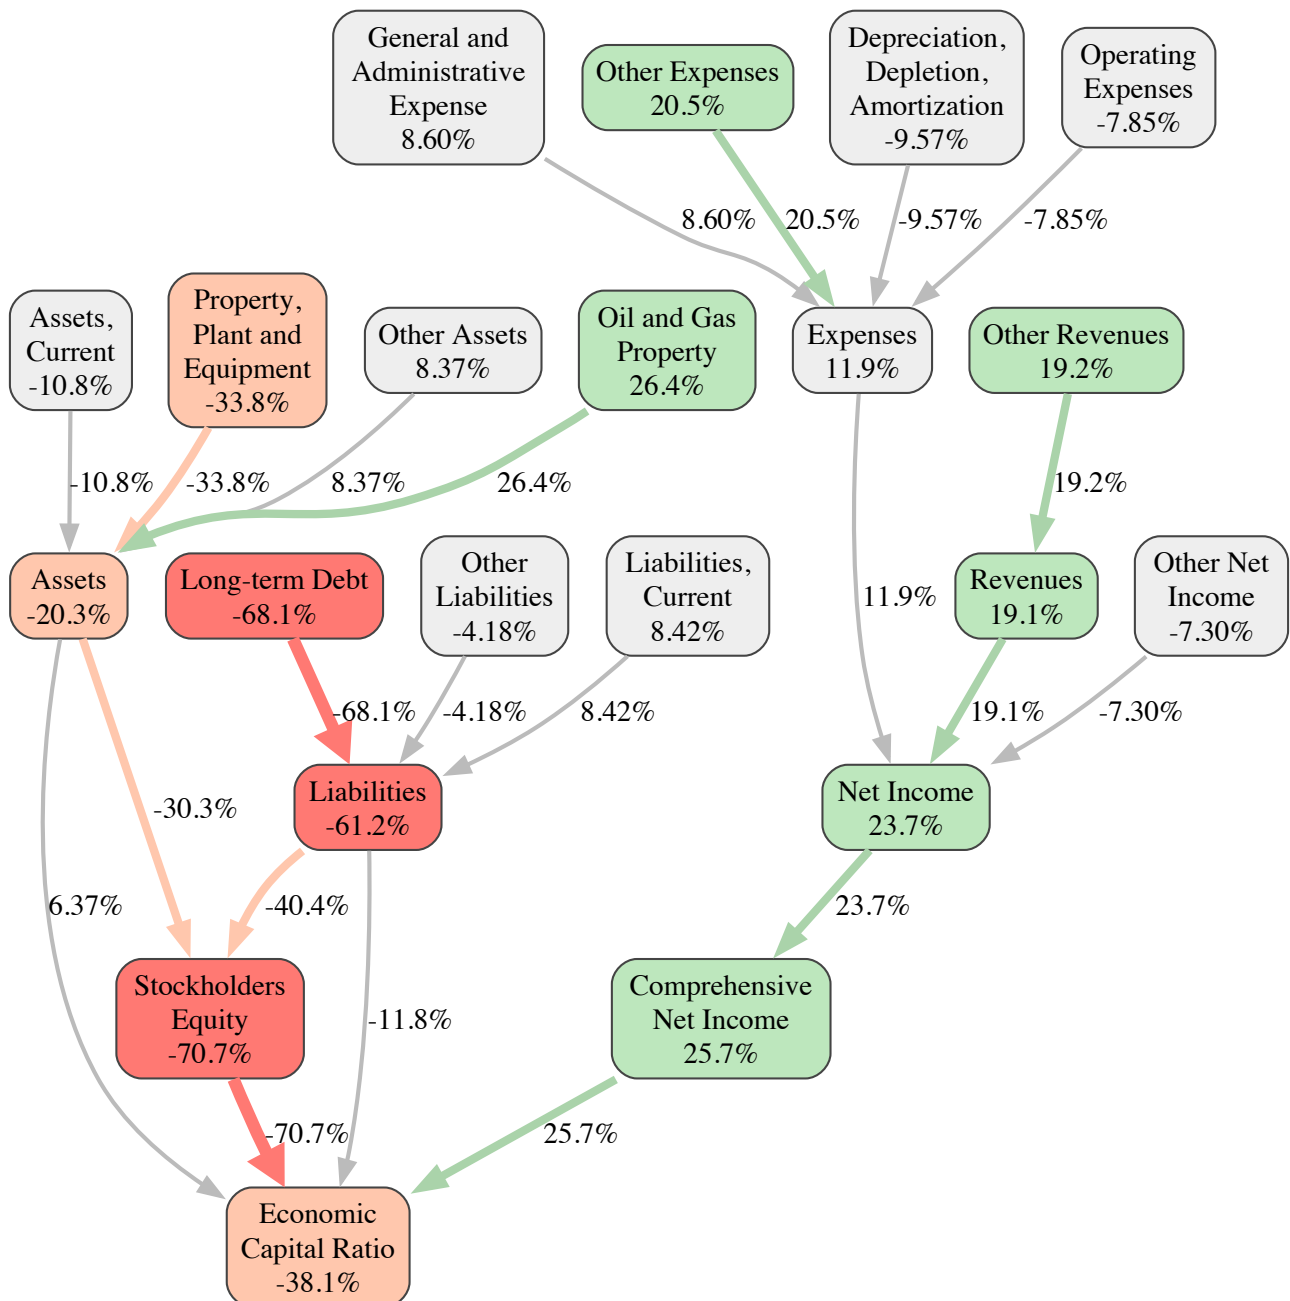 General and
Administrative
Expense
8.60%
Other Expenses
20.5%
Depreciation,
Depletion,
Amortization
-9.57%
Operating
Expenses
-7.85%
8.60%
20.5%
-9.57%
-7.85%
Assets,
Current
-10.8%
Property,
Plant and
Equipment
-33.8%
Other Assets
8.37%
Oil and Gas
Property
26.4%
Expenses
11.9%
Other Revenues
19.2%
-10.8%
-33.8%
8.37%
26.4%
19.2%
Assets
-20.3%
Long-term Debt
-68.1%
Other
Liabilities
-4.18%
Liabilities,
Current
8.42%
11.9%
Revenues
19.1%
Other Net
Income
-7.30%
-68.1%
-4.18%
8.42%
19.1%
-7.30%
-30.3%
Liabilities
-61.2%
Net Income
23.7%
6.37%
-40.4%
23.7%
Stockholders
Equity
-70.7%
-11.8%
Comprehensive
Net Income
25.7%
-70.7%
25.7%
Economic
Capital Ratio
-38.1%